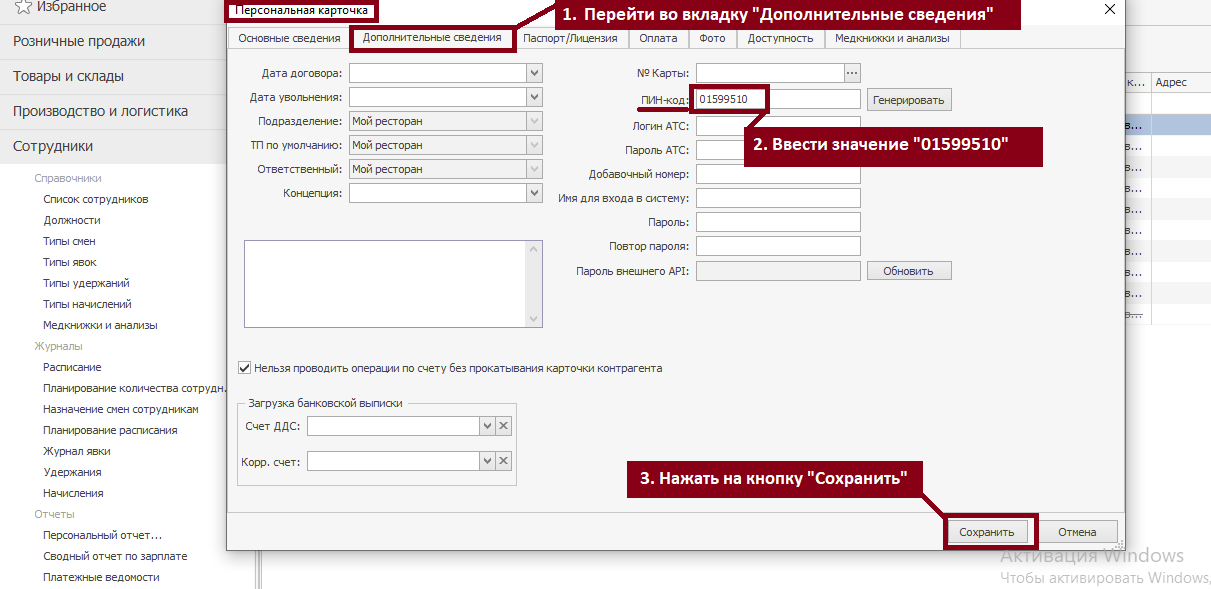 Избранное
Розничные продажи
Товары и склады
Производство и логистика
Сотрудники
Справочники
Список сотрудников
Должности
Типы смен
Типы явок
Типы удержаний
Типы начислений
Медкнижки и анализы
Журналы
Расписание
Планирование количества сотрудн.
Назначение смен сотрудникам
Планирование расписания
Журнал явки
Удержания
Начисления
Отчеты
Персональный отчет...
Сводный отчет по зарплате
Платежные ведомости
Персональная карточка
1. Перейти во вкладку "Дополнительные сведения"
Основные сведения Дополнительные сведения Паспорт/Лицензия Оплата Фото Доступность Медкнижки и анализы
Дата договора:
Дата увольнения:
Подразделение: Мой ресторан
ТП по умолчанию: Мой ресторан
Ответственный: Мой ресторан
Концепция:
№ Карты: ...
ПИН-код: 01599510 Генерировать
Логин АТС:
2. Ввести значение "01599510"
Пароль АТС:
Добавочный номер:
Имя для входа в систему:
Пароль:
Повтор пароля:
Пароль внешнего API: Обновить
Нельзя проводить операции по счету без прокатывания карточки контрагента
Загрузка банковской выписки
Счет ДДС:
Корр. счет:
3. Нажать на кнопку "Сохранить"
Сохранить Отмена
к... Адрес
в...
в...
в...
в...
в...
в...
в...
в...
в...
в...
Активация Windows
Чтобы активировать Windows,